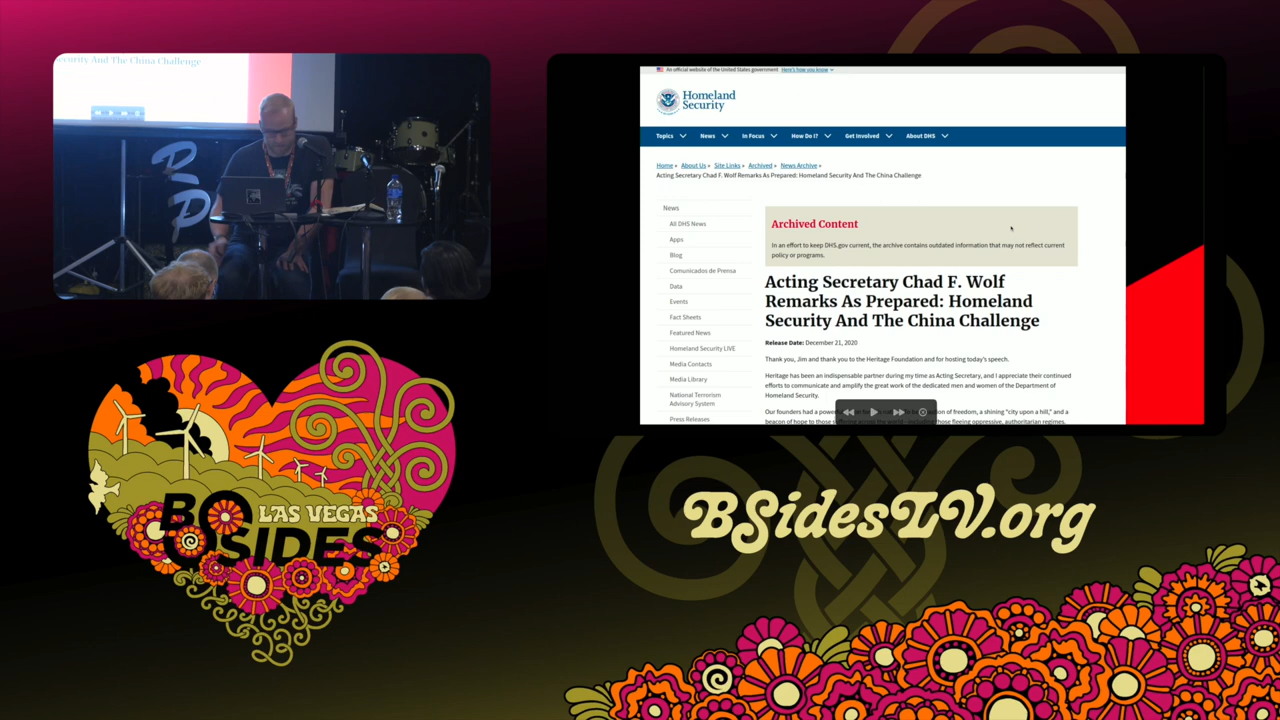 ecurity And The China Challenge
An official website of the United States government Here's how you know
Homeland
Security
Topics News In Focus How Do I? Get Involved About DHS
Home » About Us » Site Links » Archived » News Archive »
Acting Secretary Chad F. Wolf Remarks As Prepared: Homeland Security And The China Challenge
News
All DHS News
Apps
Blog
Comunicados de Prensa
Data
Events
Fact Sheets
Featured News
Homeland Security LIVE
Media Contacts
Media Library
National Terrorism
Advisory System
Press Releases
Archived Content
In an effort to keep DHS.gov current, the archive contains outdated information that may not reflect current
policy or programs.
Acting Secretary Chad F. Wolf
Remarks As Prepared: Homeland
Security And The China Challenge
Release Date: December 21, 2020
Thank you, Jim and thank you to the Heritage Foundation and for hosting today's speech.
Heritage has been an indispensable partner during my time as Acting Secretary, and I appreciate their continued
efforts to communicate and amplify the great work of the dedicated men and women of the Department of
Homeland Security.
Our founders had a of freedom, a shining "city upon a hill," and a
beacon of hope to those those fleeing oppressive, authoritarian regimes.
LAS VEGAS
BSIDES
BSidesLV.org